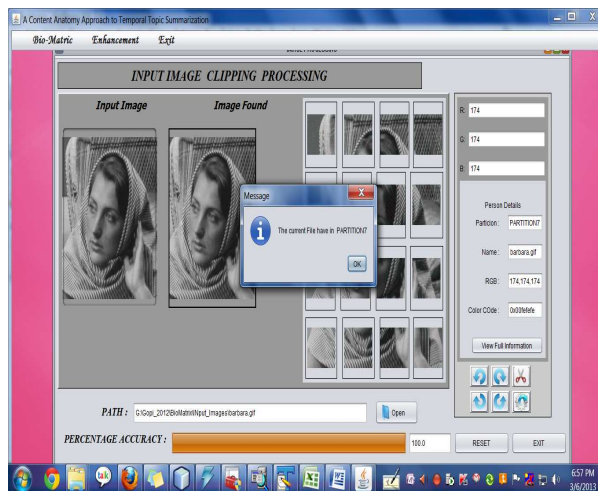 A Content Anatomy Approach to Temporal Topic Summarization
Bio-Matric Enhancement Exit
INPUT IMAGE CLIPPING PROCESSING
Input Image Image Found
R: 174
G: 174
B: 174
Message
The current File have in PARTITION7
OK
Person Details
Particion : PARTITION7
Name : barbara.gif
RGB : 174,174,174
Color COde : 0x00fefefe
View Full Information
PATH : G:\Gopi_2012\BioMatrix\INput_Images\barbara.gif Open
PERCENTAGE ACCURACY : 100.0 RESET EXIT
talk
6:57 PM
3/6/2013